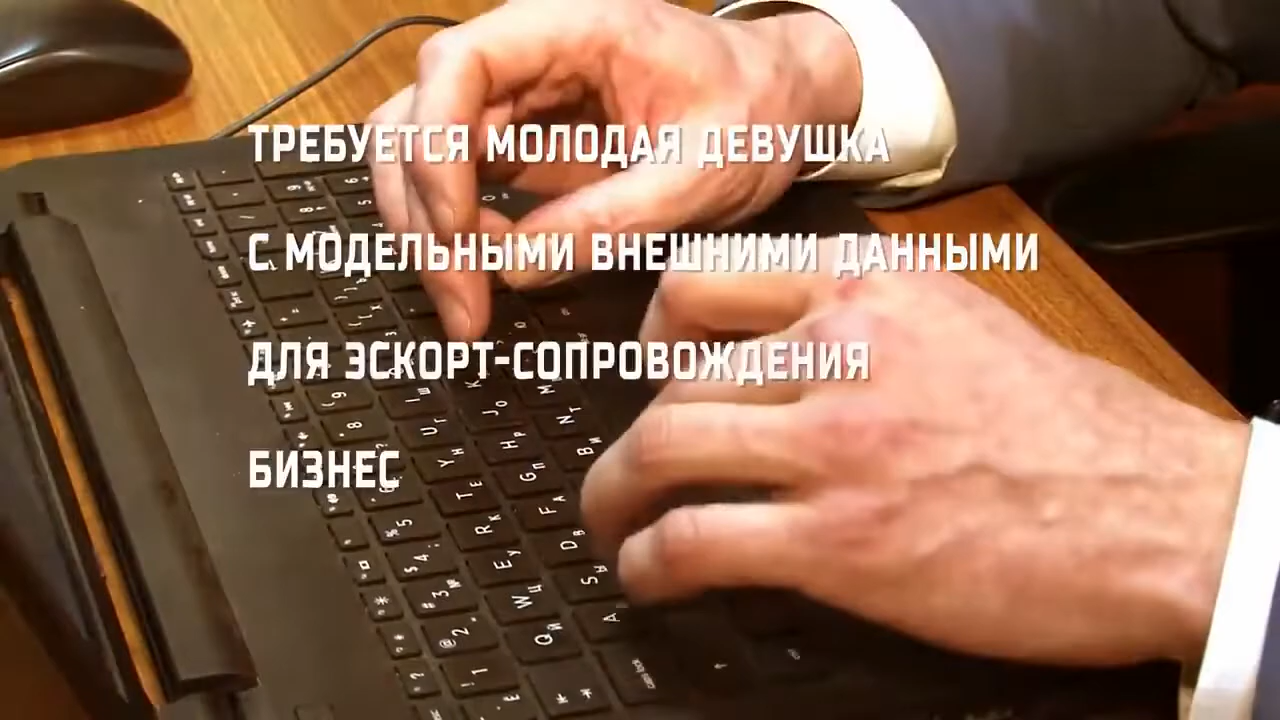 ТРЕБУЕТСЯ МОЛОДАЯ ДЕВУШКА
С МОДЕЛЬНЫМИ ВНЕШНИМИ ДАННЫМИ
ДЛЯ ЭСКОРТ-СОПРОВОЖДЕНИЯ
БИЗНЕС